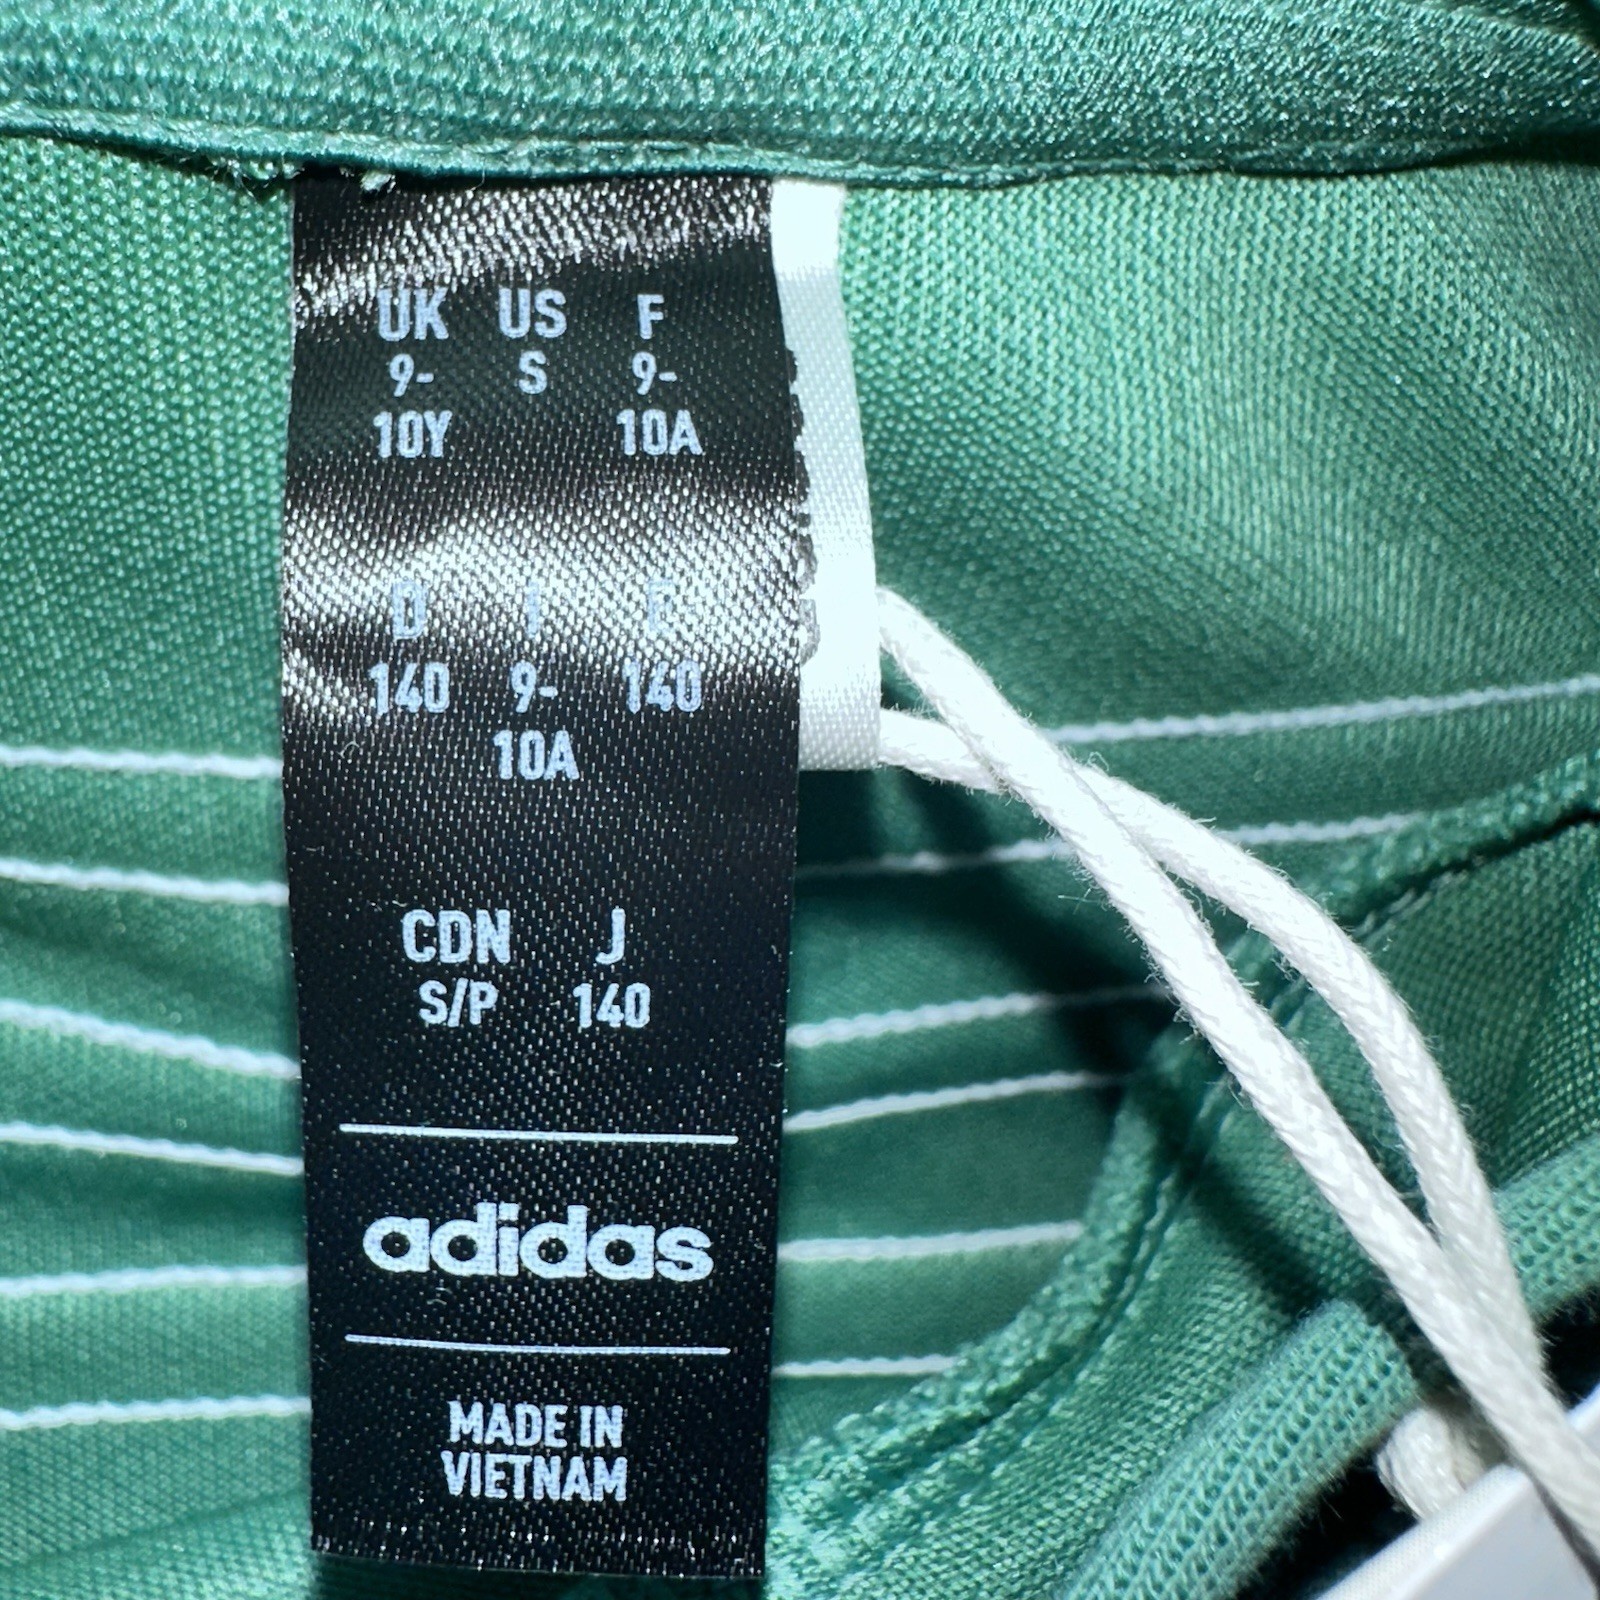 UK US F
9- S 9-
10Y 10A
D I E
140 9- 140
10A
CDN J
S/P 140
adidas
MADE IN
VIETNAM